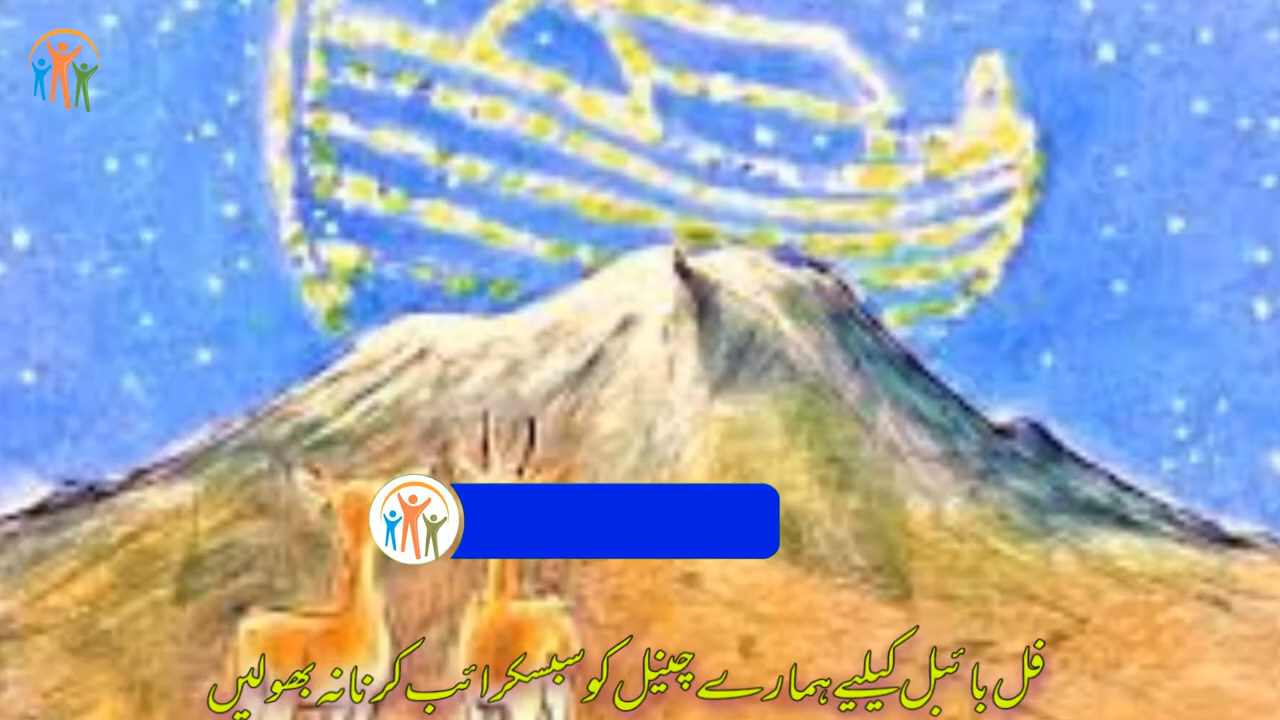 فل بائبل کیلیے ہمارے چینل کو سبسکرائب کرنا نہ بھولیں